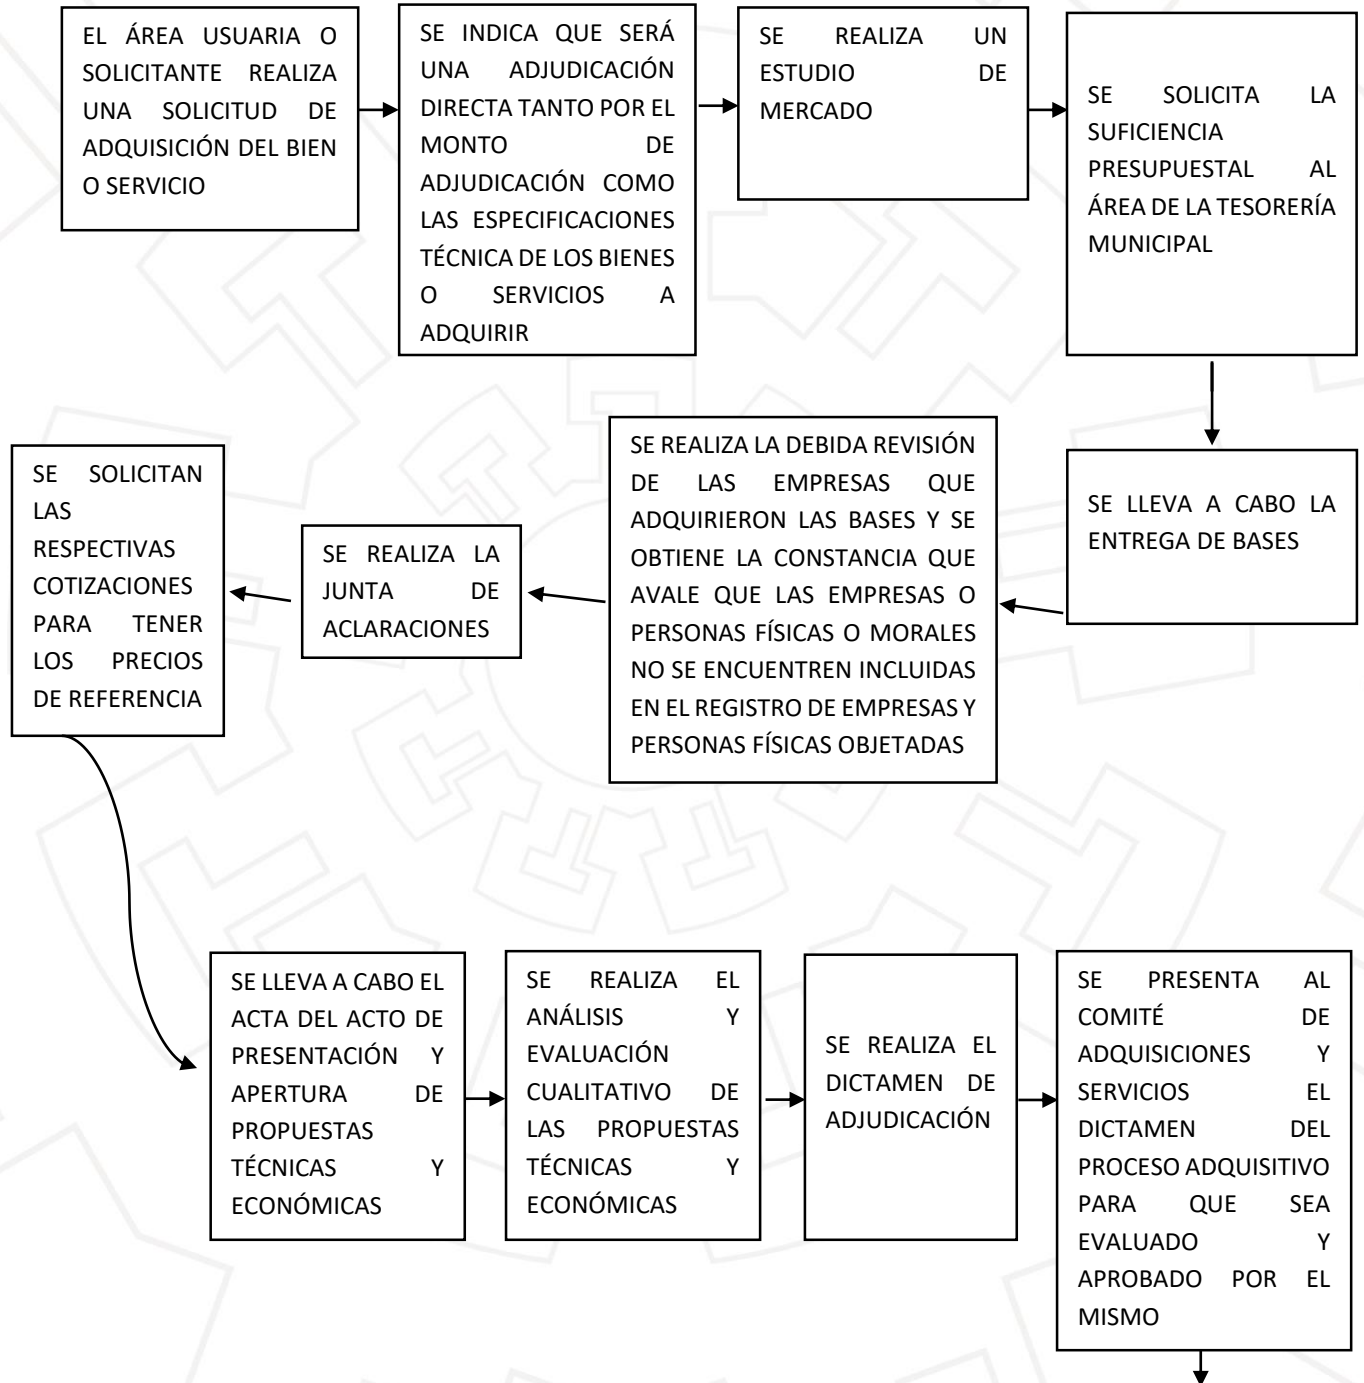 EL ÁREA USUARIA O
SOLICITANTE REALIZA
UNA SOLICITUD DE
ADQUISICIÓN DEL BIEN
O SERVICIO
SE INDICA QUE SERÁ
UNA ADJUDICACIÓN
DIRECTA TANTO POR EL
MONTO DE
ADJUDICACIÓN COMO
LAS ESPECIFICACIONES
TÉCNICA DE LOS BIENES
O SERVICIOS A
ADQUIRIR
SE REALIZA UN
ESTUDIO DE
MERCADO
SE SOLICITA LA
SUFICIENCIA
PRESUPUESTAL AL
ÁREA DE LA TESORERÍA
MUNICIPAL
SE LLEVA A CABO LA
ENTREGA DE BASES
SE REALIZA LA DEBIDA REVISIÓN
DE LAS EMPRESAS QUE
ADQUIRIERON LAS BASES Y SE
OBTIENE LA CONSTANCIA QUE
AVALE QUE LAS EMPRESAS O
PERSONAS FÍSICAS O MORALES
NO SE ENCUENTREN INCLUIDAS
EN EL REGISTRO DE EMPRESAS Y
PERSONAS FÍSICAS OBJETADAS
SE REALIZA LA
JUNTA DE
ACLARACIONES
SE SOLICITAN
LAS
RESPECTIVAS
COTIZACIONES
PARA TENER
LOS PRECIOS
DE REFERENCIA
SE LLEVA A CABO EL
ACTA DEL ACTO DE
PRESENTACIÓN Y
APERTURA DE
PROPUESTAS
TÉCNICAS Y
ECONÓMICAS
SE REALIZA EL
ANÁLISIS Y
EVALUACIÓN
CUALITATIVO DE
LAS PROPUESTAS
TÉCNICAS Y
ECONÓMICAS
SE REALIZA EL
DICTAMEN DE
ADJUDICACIÓN
SE PRESENTA AL
COMITÉ DE
ADQUISICIONES Y
SERVICIOS EL
DICTAMEN DEL
PROCESO ADQUISITIVO
PARA QUE SEA
EVALUADO Y
APROBADO POR EL
MISMO